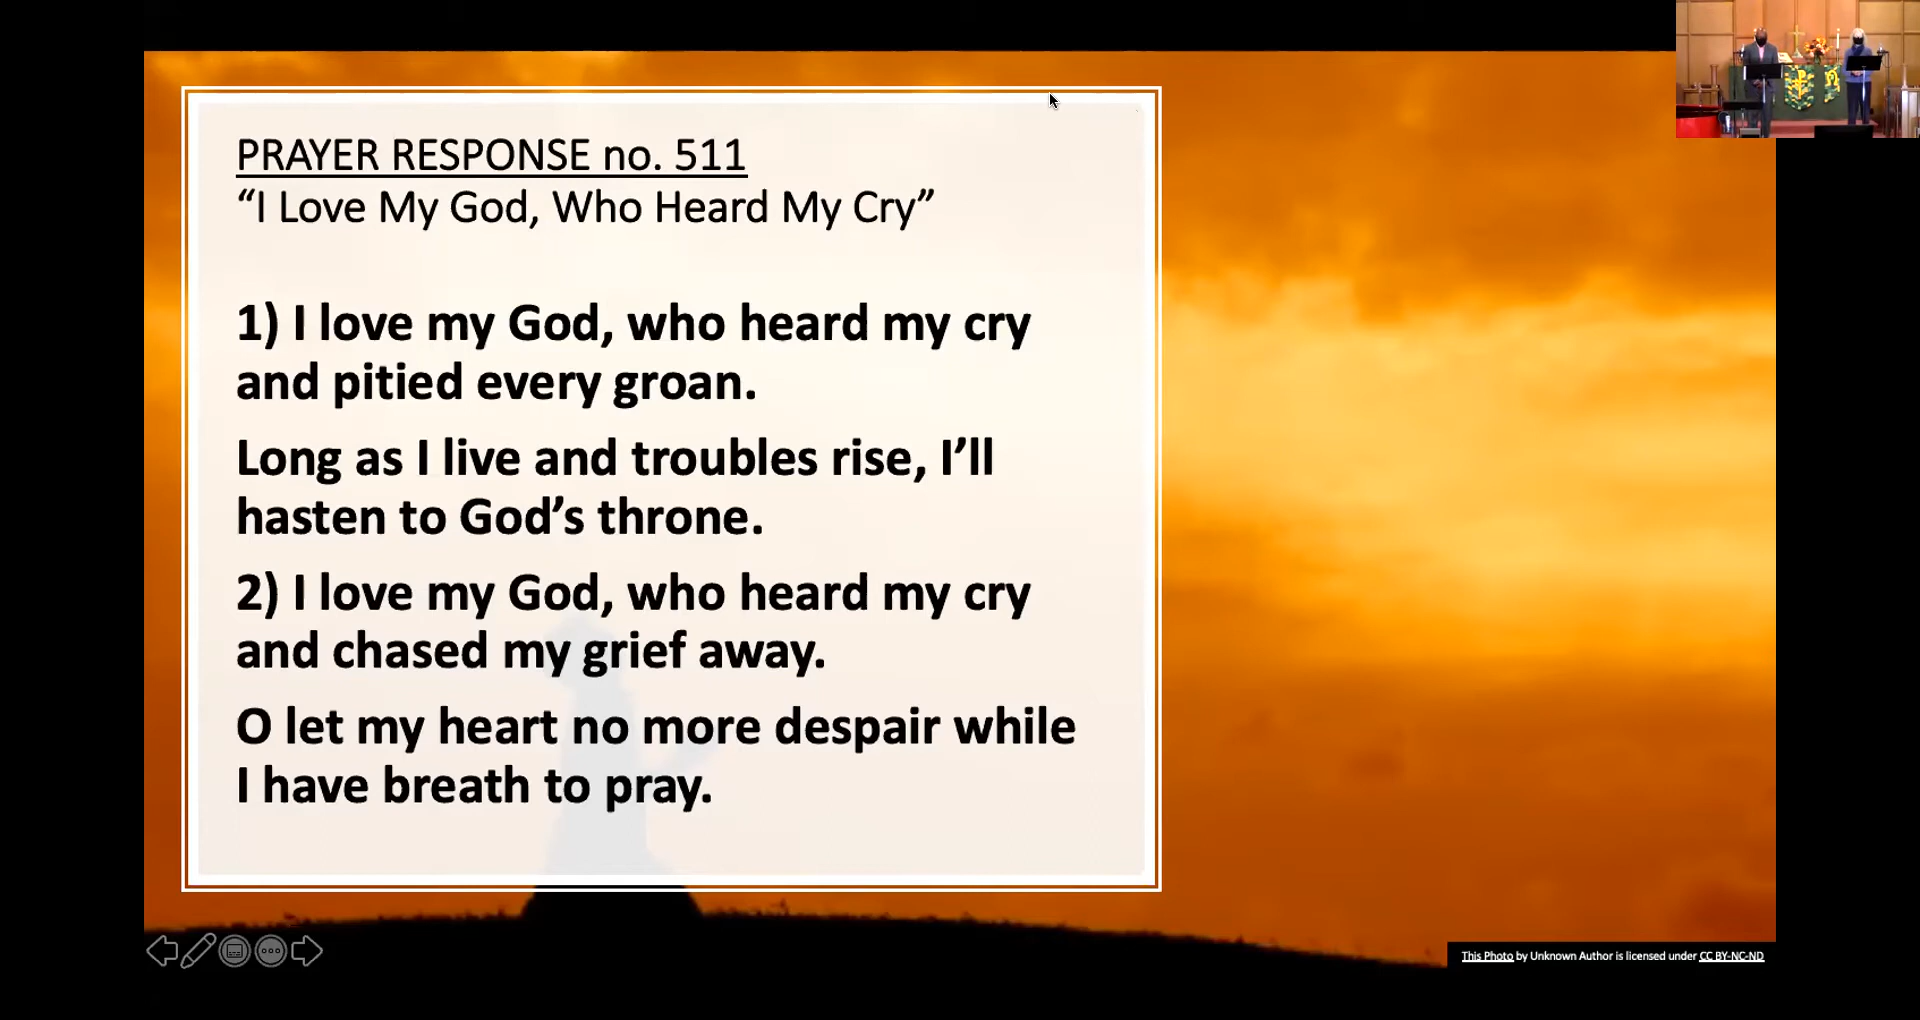 PRAYER RESPONSE no. 511
“I Love My God, Who Heard My Cry”
1) I love my God, who heard my cry
and pitied every groan.
Long as I live and troubles rise, I’ll
hasten to God’s throne.
2) I love my God, who heard my cry
and chased my grief away.
O let my heart no more despair while
I have breath to pray.
This Photo by Unknown Author is licensed under CC BY-NC-ND